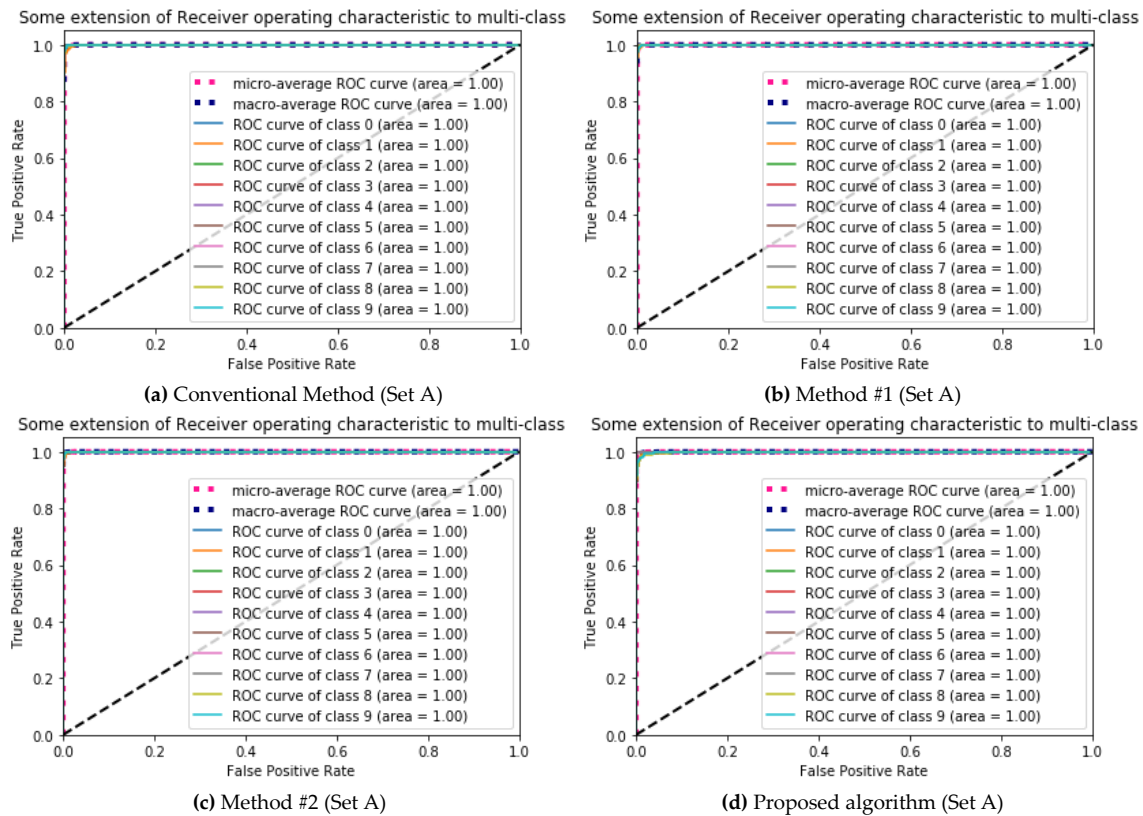 Some extension of Receiver operating characteristic to multi-class
1.0
0.8
0.6
0.4
0.2
0.0
True Positive Rate
micro-average ROC curve (area = 1.00)
macro-average ROC curve (area = 1.00)
ROC curve of class 0 (area = 1.00)
ROC curve of class 1 (area = 1.00)
ROC curve of class 2 (area = 1.00)
ROC curve of class 3 (area = 1.00)
ROC curve of class 4 (area = 1.00)
ROC curve of class 5 (area = 1.00)
ROC curve of class 6 (area = 1.00)
ROC curve of class 7 (area = 1.00)
ROC curve of class 8 (area = 1.00)
ROC curve of class 9 (area = 1.00)
0.0 0.2 0.4 0.6 0.8 1.0
False Positive Rate
(a) Conventional Method (Set A)
Some extension of Receiver operating characteristic to multi-class
1.0
0.8
0.6
0.4
0.2
0.0
True Positive Rate
micro-average ROC curve (area = 1.00)
macro-average ROC curve (area = 1.00)
ROC curve of class 0 (area = 1.00)
ROC curve of class 1 (area = 1.00)
ROC curve of class 2 (area = 1.00)
ROC curve of class 3 (area = 1.00)
ROC curve of class 4 (area = 1.00)
ROC curve of class 5 (area = 1.00)
ROC curve of class 6 (area = 1.00)
ROC curve of class 7 (area = 1.00)
ROC curve of class 8 (area = 1.00)
ROC curve of class 9 (area = 1.00)
0.0 0.2 0.4 0.6 0.8 1.0
False Positive Rate
(b) Method #1 (Set A)
Some extension of Receiver operating characteristic to multi-class
1.0
0.8
0.6
0.4
0.2
0.0
True Positive Rate
micro-average ROC curve (area = 1.00)
macro-average ROC curve (area = 1.00)
ROC curve of class 0 (area = 1.00)
ROC curve of class 1 (area = 1.00)
ROC curve of class 2 (area = 1.00)
ROC curve of class 3 (area = 1.00)
ROC curve of class 4 (area = 1.00)
ROC curve of class 5 (area = 1.00)
ROC curve of class 6 (area = 1.00)
ROC curve of class 7 (area = 1.00)
ROC curve of class 8 (area = 1.00)
ROC curve of class 9 (area = 1.00)
0.0 0.2 0.4 0.6 0.8 1.0
False Positive Rate
(c) Method #2 (Set A)
Some extension of Receiver operating characteristic to multi-class
1.0
0.8
0.6
0.4
0.2
0.0
True Positive Rate
micro-average ROC curve (area = 1.00)
macro-average ROC curve (area = 1.00)
ROC curve of class 0 (area = 1.00)
ROC curve of class 1 (area = 1.00)
ROC curve of class 2 (area = 1.00)
ROC curve of class 3 (area = 1.00)
ROC curve of class 4 (area = 1.00)
ROC curve of class 5 (area = 1.00)
ROC curve of class 6 (area = 1.00)
ROC curve of class 7 (area = 1.00)
ROC curve of class 8 (area = 1.00)
ROC curve of class 9 (area = 1.00)
0.0 0.2 0.4 0.6 0.8 1.0
False Positive Rate
(d) Proposed algorithm (Set A)